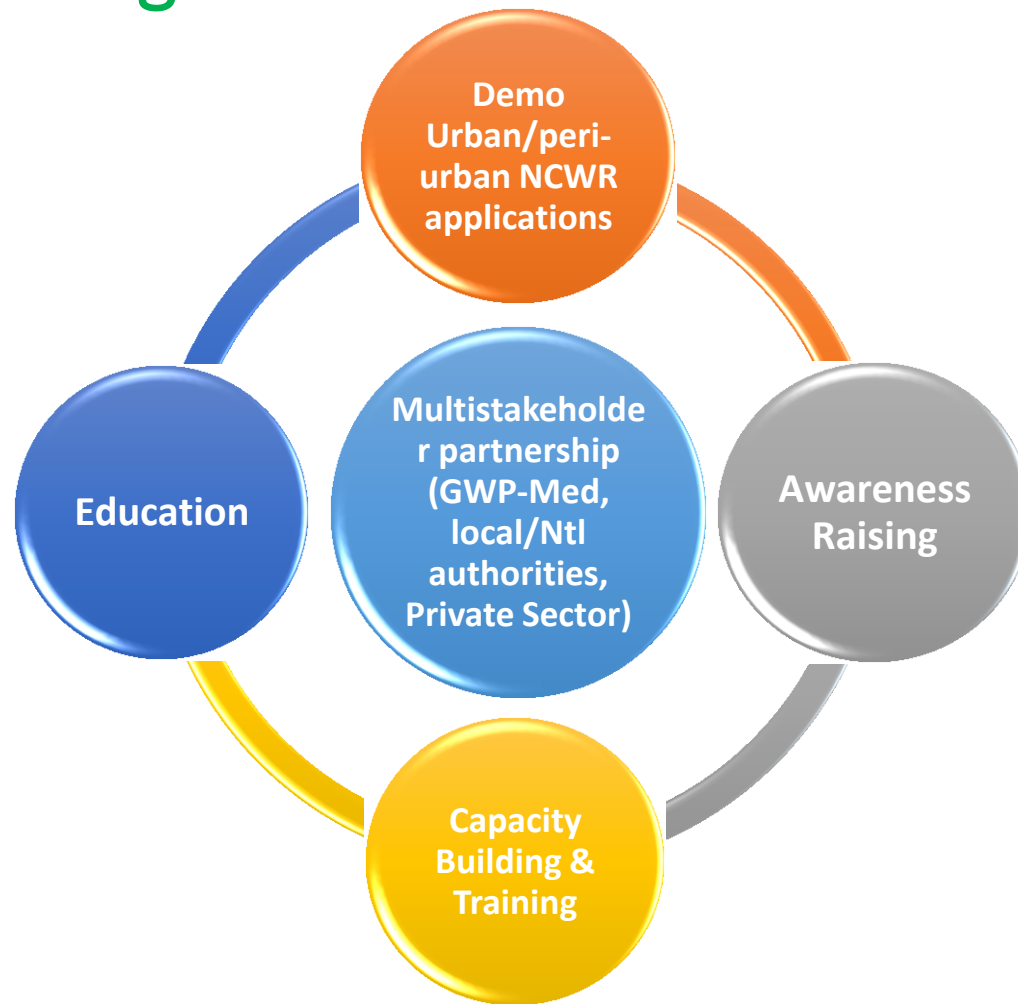 Demo
Urban/peri-
urban NCWR
applications
Education
Multistakeholde
r partnership
(GWP-Med,
local/Ntl
authorities,
Private Sector)
Awareness
Raising
Capacity
Building &
Training